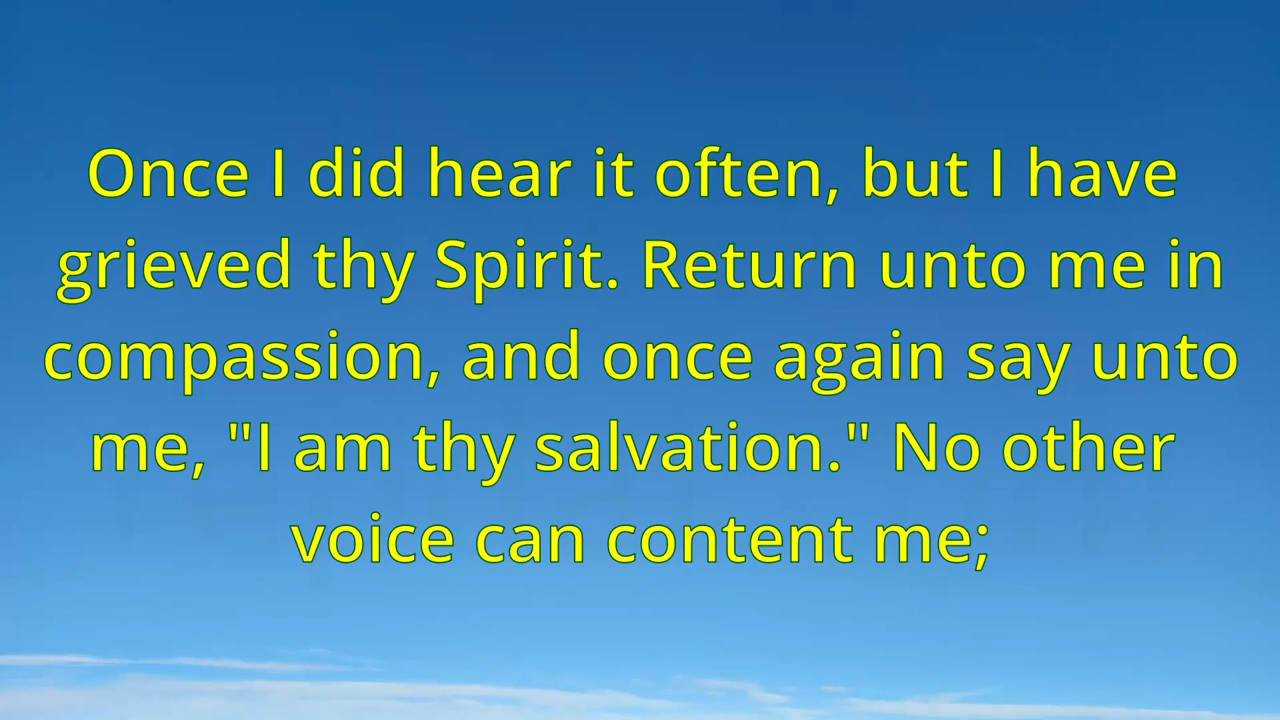 Once I did hear it often, but I have
grieved thy Spirit. Return unto me in
compassion, and once again say unto
me, "I am thy salvation." No other
voice can content me;